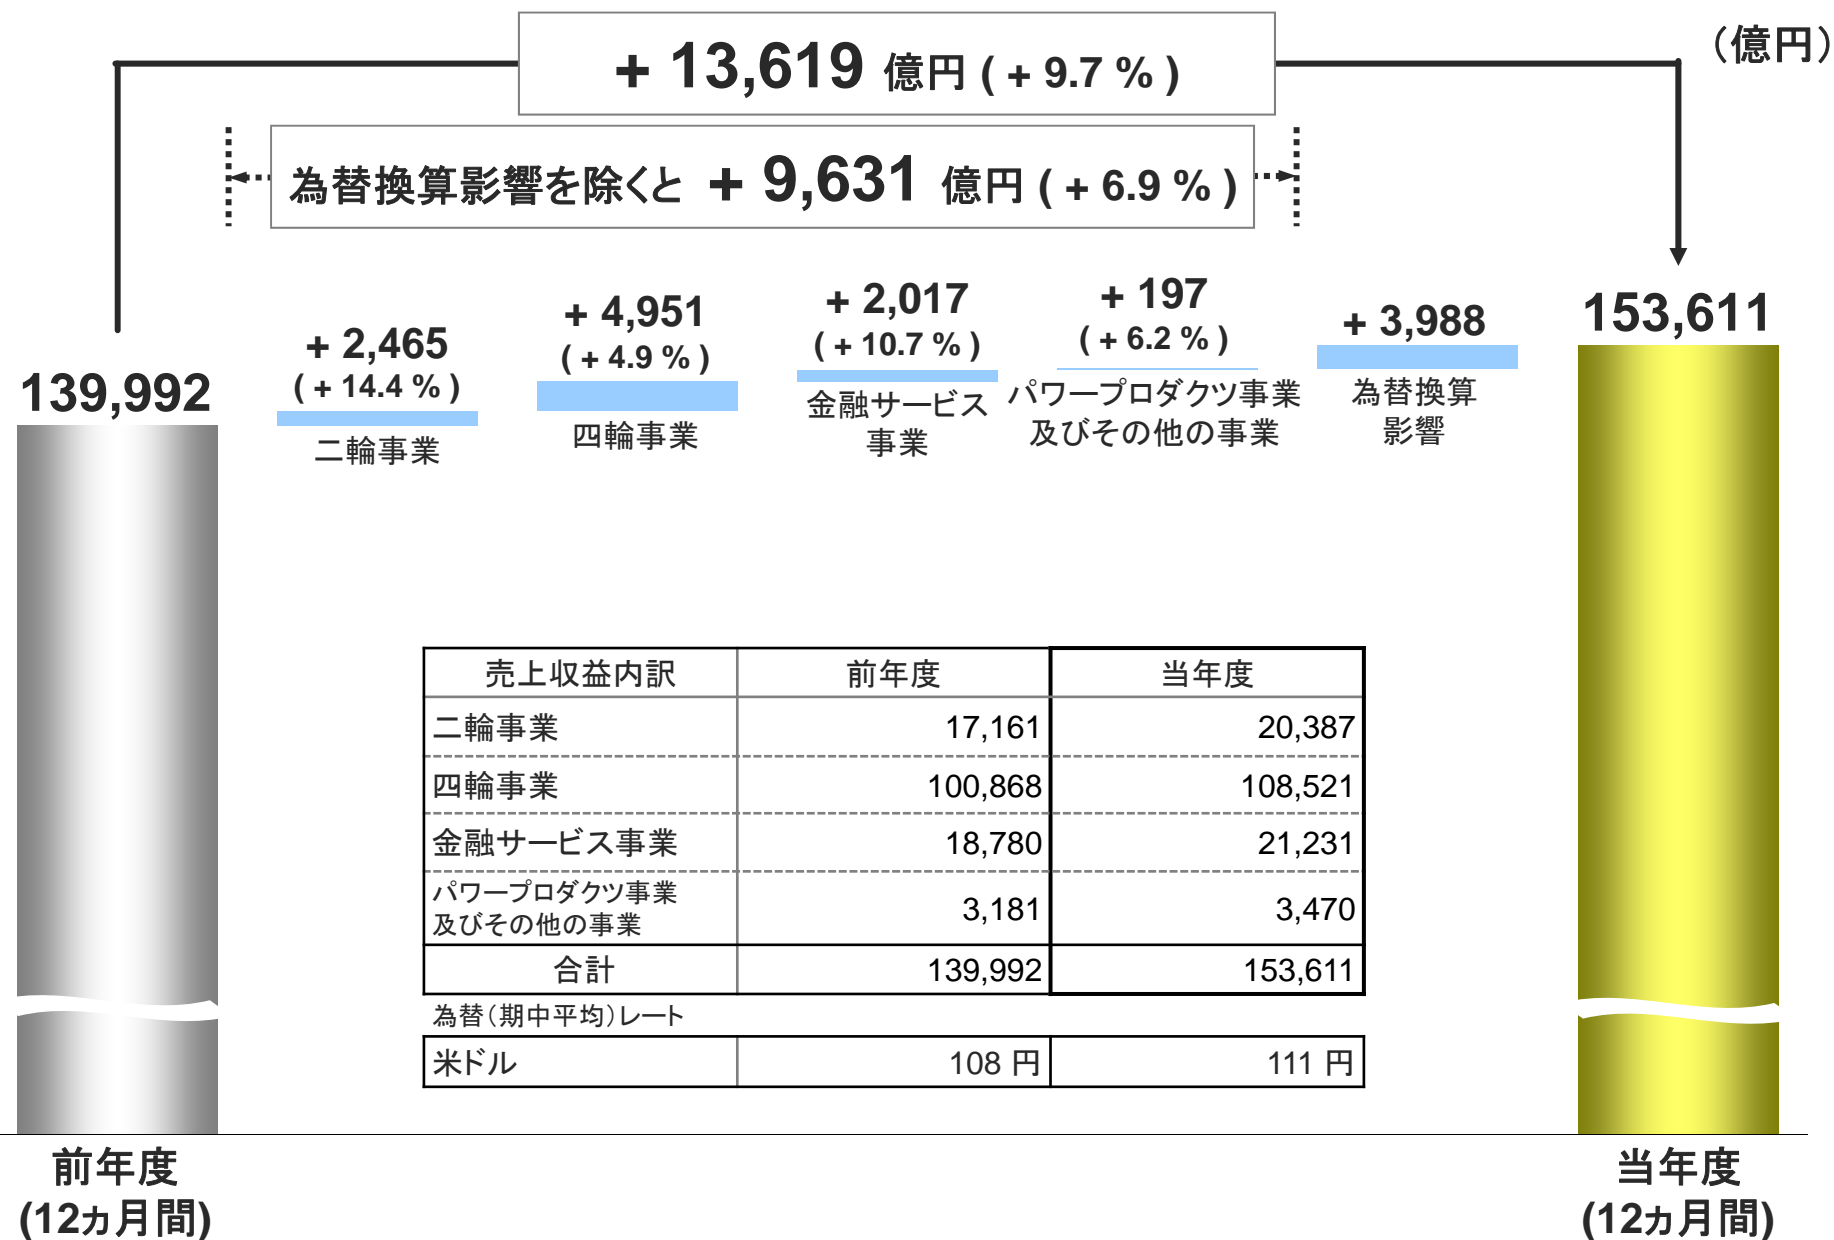 （億円）
+ 13,619 億円 ( + 9.7 % )
為替換算影響を除くと + 9,631 億円 ( + 6.9 % )
139,992
+ 2,465
( + 14.4 % )
二輪事業
+ 4,951
( + 4.9 % )
四輪事業
+ 2,017
( + 10.7 % )
金融サービス
事業
+ 197
( + 6.2 % )
パワープロダクツ事業
及びその他の事業
+ 3,988
為替換算
影響
153,611
売上収益内訳 前年度 当年度
二輪事業 17,161 20,387
四輪事業 100,868 108,521
金融サービス事業 18,780 21,231
パワープロダクツ事業
及びその他の事業 3,181 3,470
合計 139,992 153,611
為替（期中平均）レート
米ドル 108 円 111 円
前年度
(12ヵ月間)
当年度
(12ヵ月間)